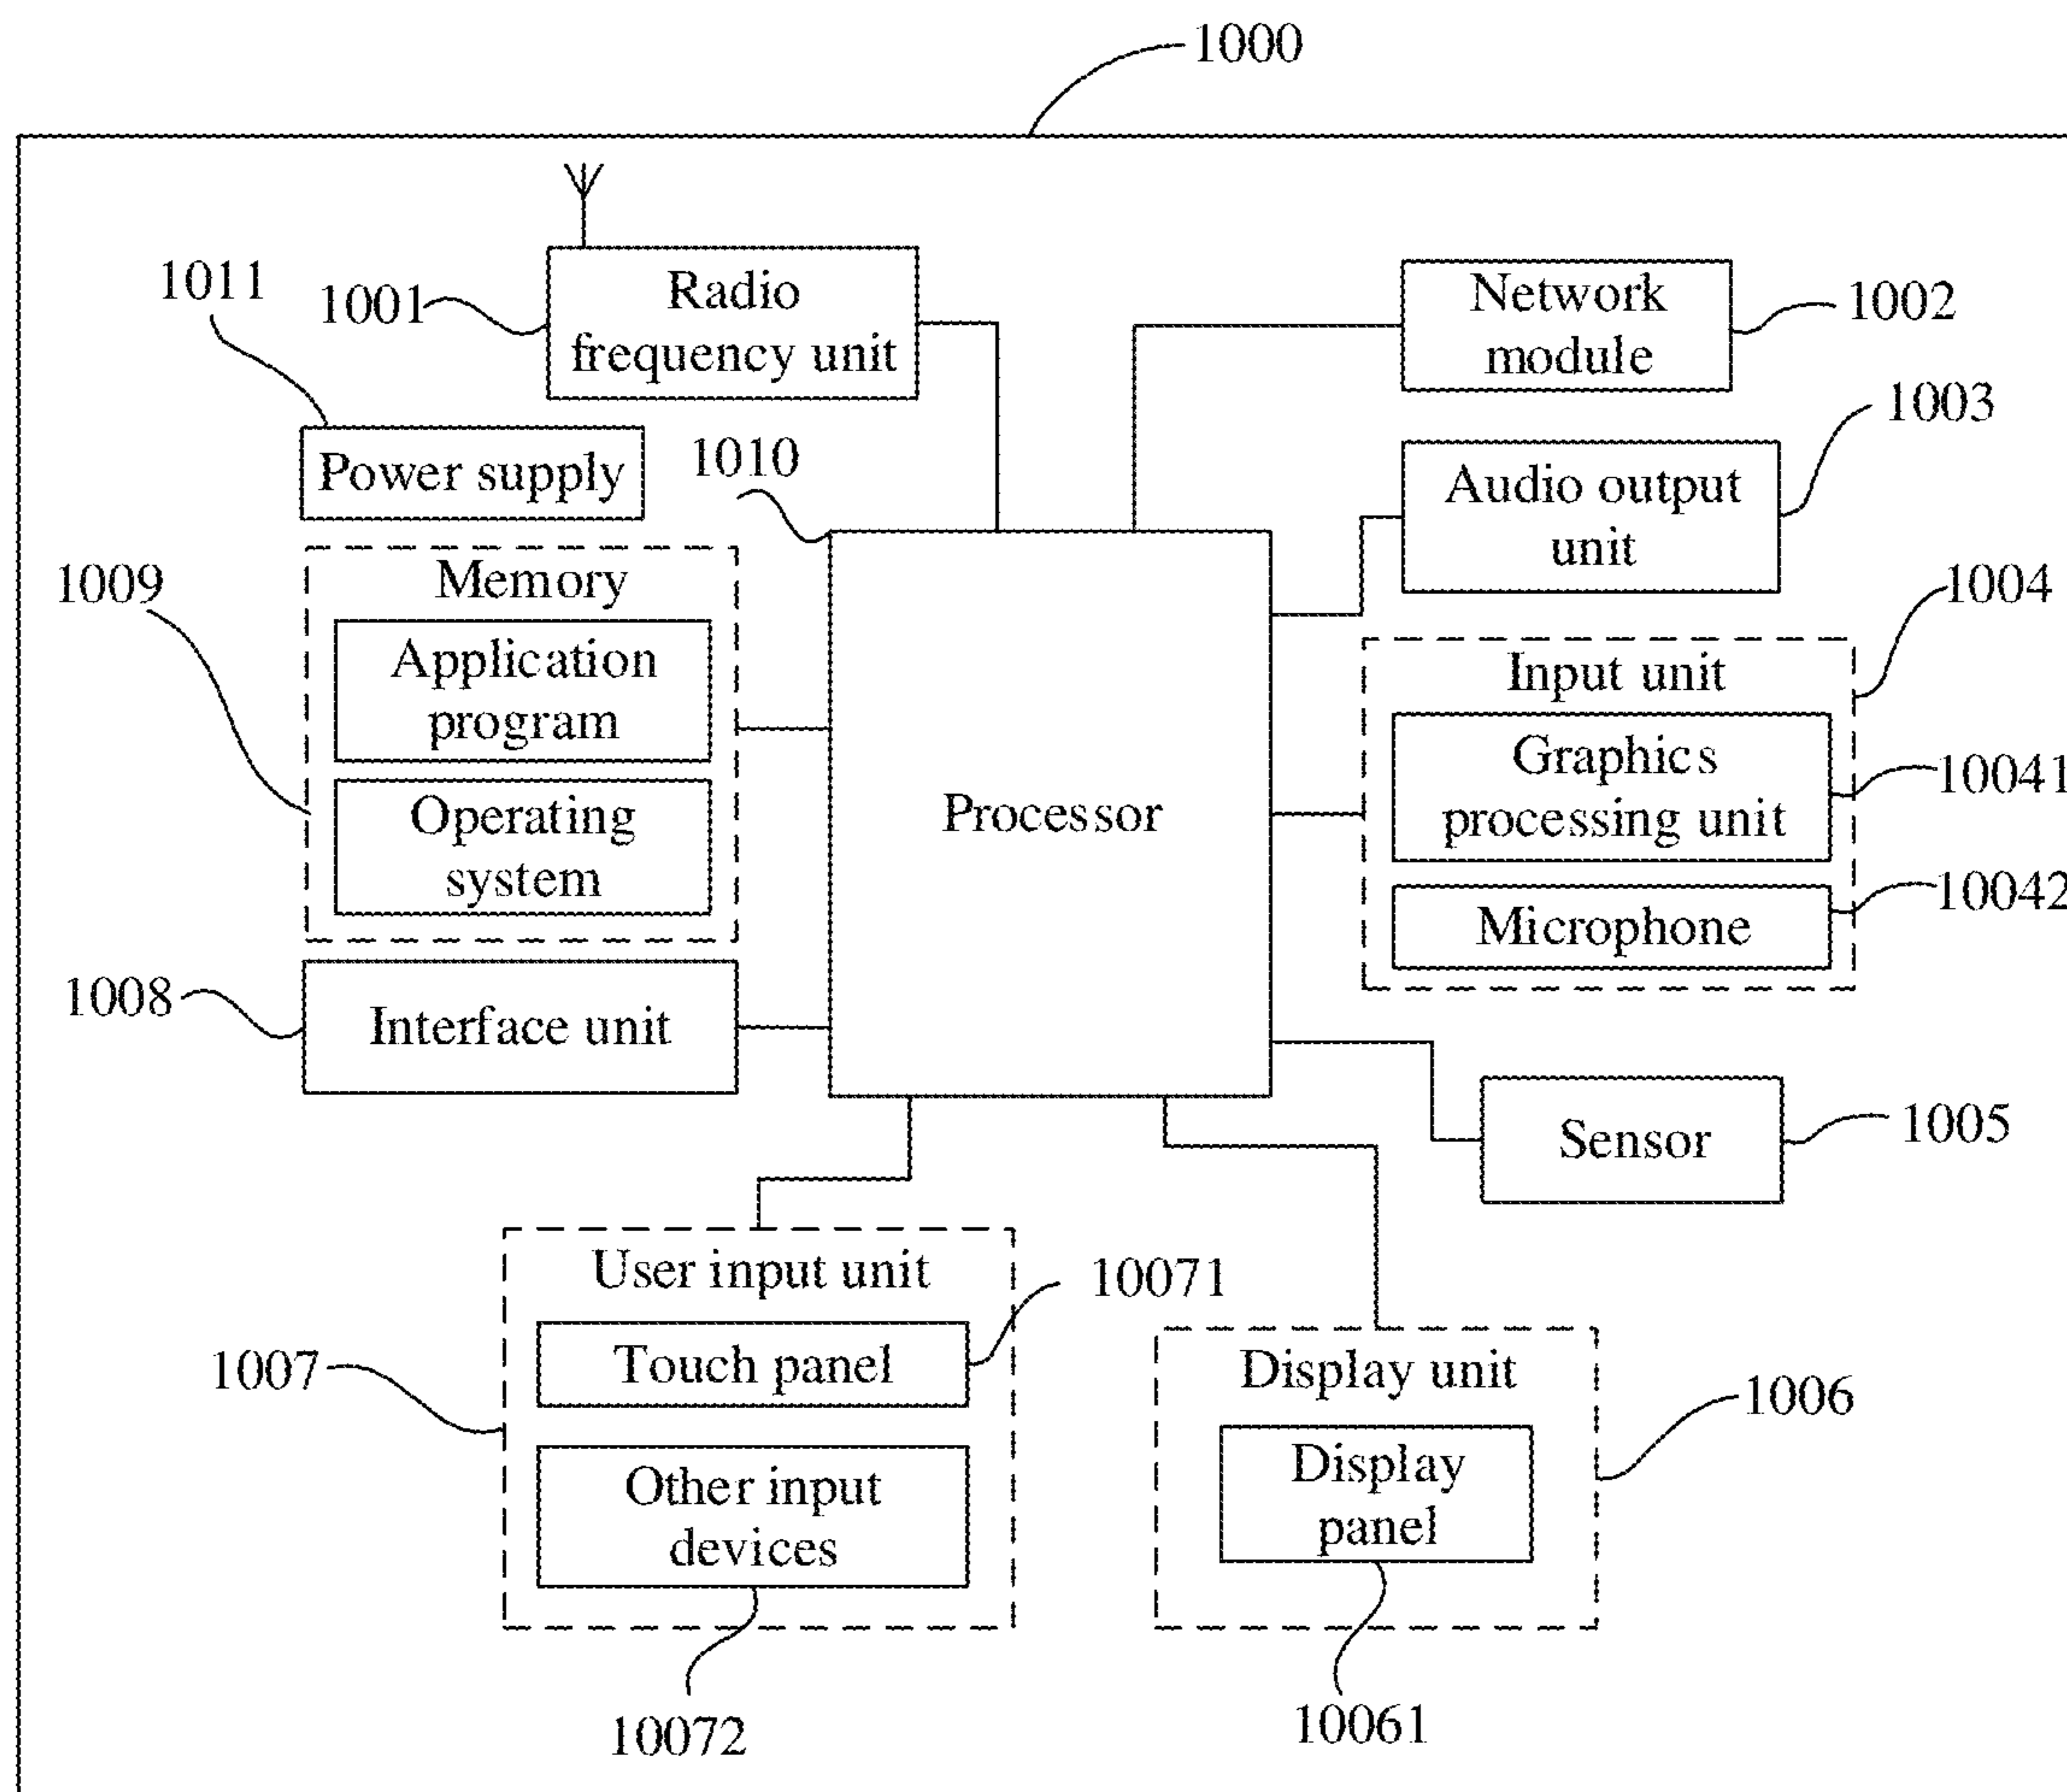 1000
1011
1001
Radio
frequency unit
Network
module
1002
Power supply
1010
Audio output
unit
1003
1009
Memory
Application
program
Operating
system
Processor
1004
Input unit
Graphics
processing unit
10041
Microphone
10042
1008
Interface unit
Sensor
1005
User input unit
10071
1007
Touch panel
Other input
devices
10072
Display unit
1006
Display
panel
10061